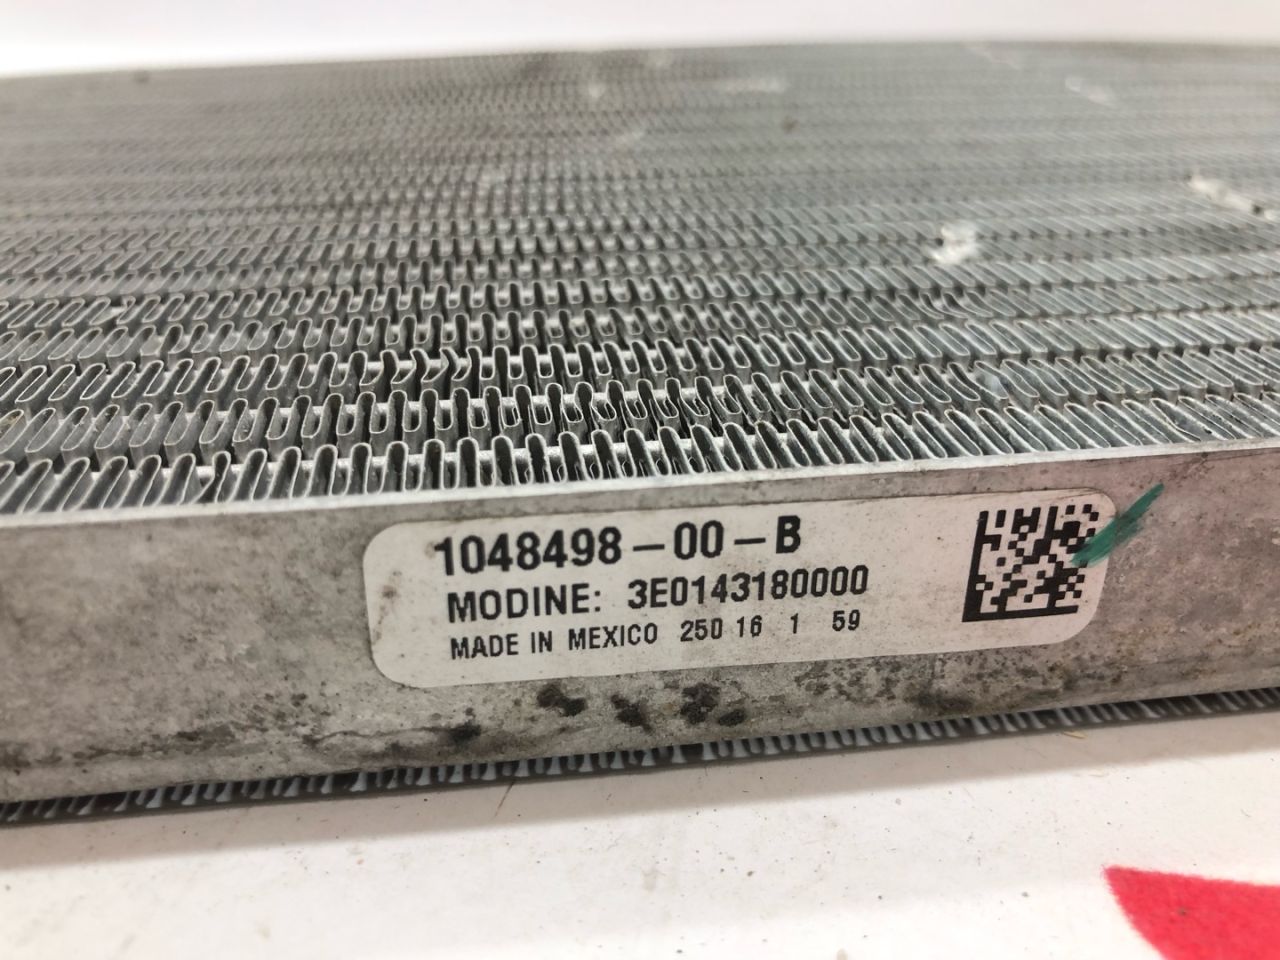 1048498-00-B
MODINE: 3E0143180000
MADE IN MEXICO 250 16 1 59